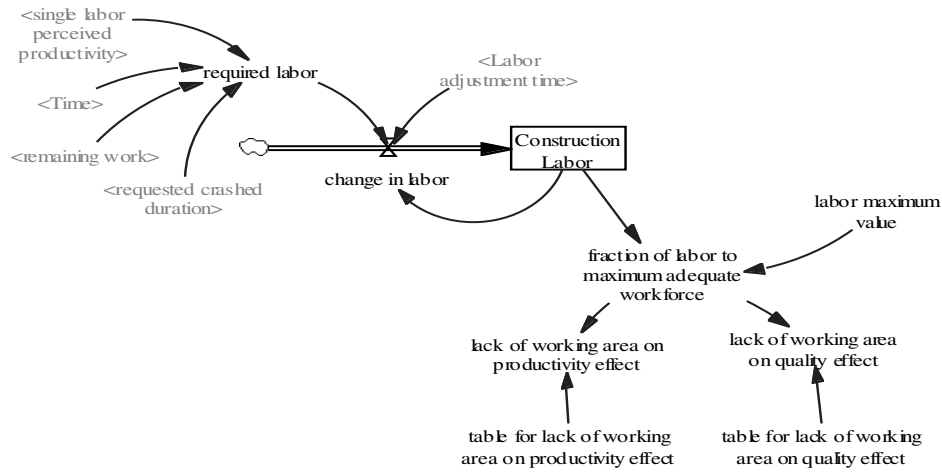 <single labor
perceived
productivity>
required labor
<Labor
adjustment time>
<Time>
<remaining work>
<requested crashed
duration>
Construction
Labor
change in labor
labor maximum
value
fraction of labor to
maximum adequate
workforce
lack of working area on
productivity effect
lack of working area
on quality effect
table for lack of working
area on productivity effect
table for lack of working
area on quality effect